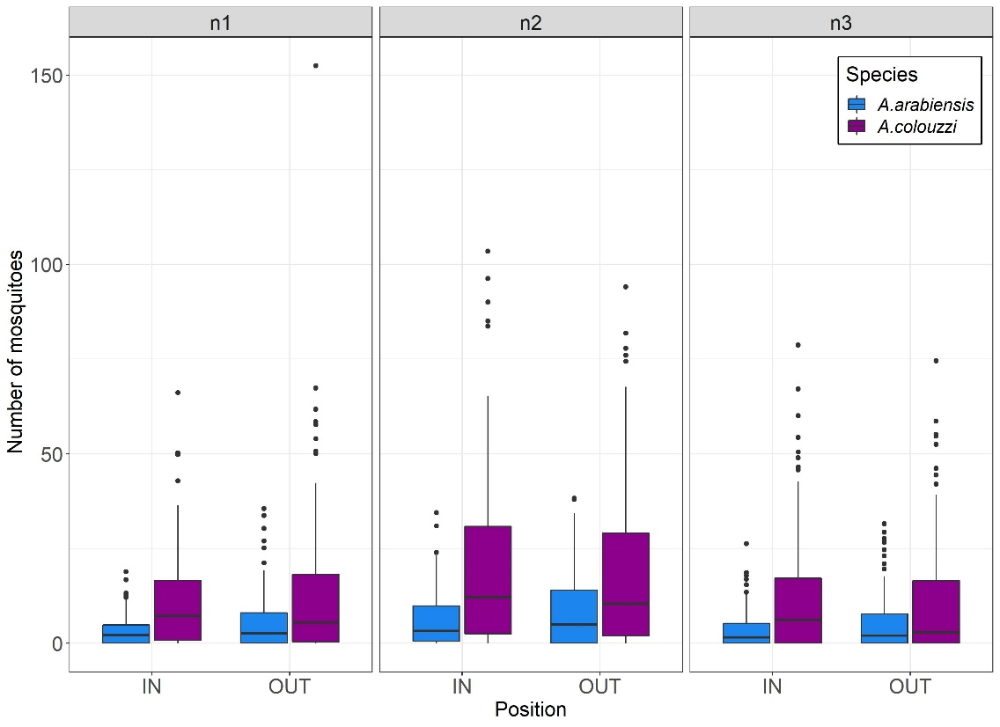 n1 n2 n3
Species
A.arabiensis
A.colouzzi
150
100
50
0
Number of mosquitoes
IN OUT IN OUT IN OUT
Position